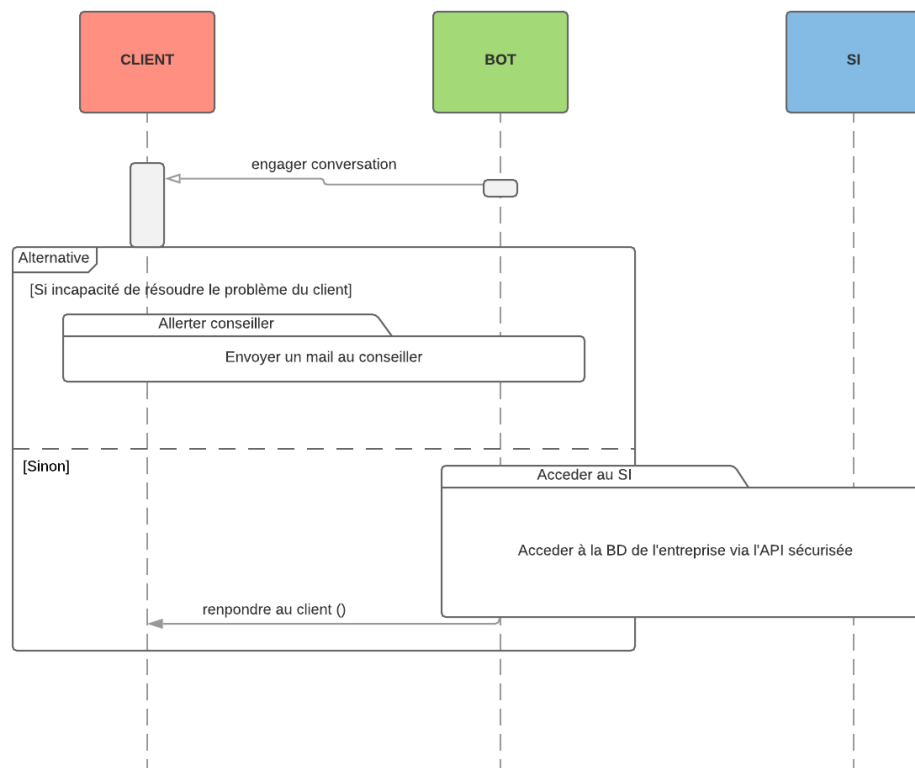 CLIENT
BOT
SI
engager conversation
Alternative
[Si incapacité de résoudre le problème du client]
Allerter conseiller
Envoyer un mail au conseiller
[Sinon]
Acceder au SI
Acceder à la BD de l'entreprise via l'API sécurisée
renpondre au client ()